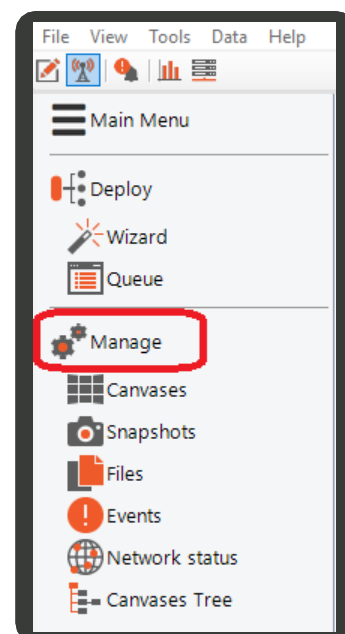 File View Tools Data Help
Main Menu
Deploy
Wizard
Queue
Manage
Canvases
Snapshots
Files
Events
Network status
Canvases Tree